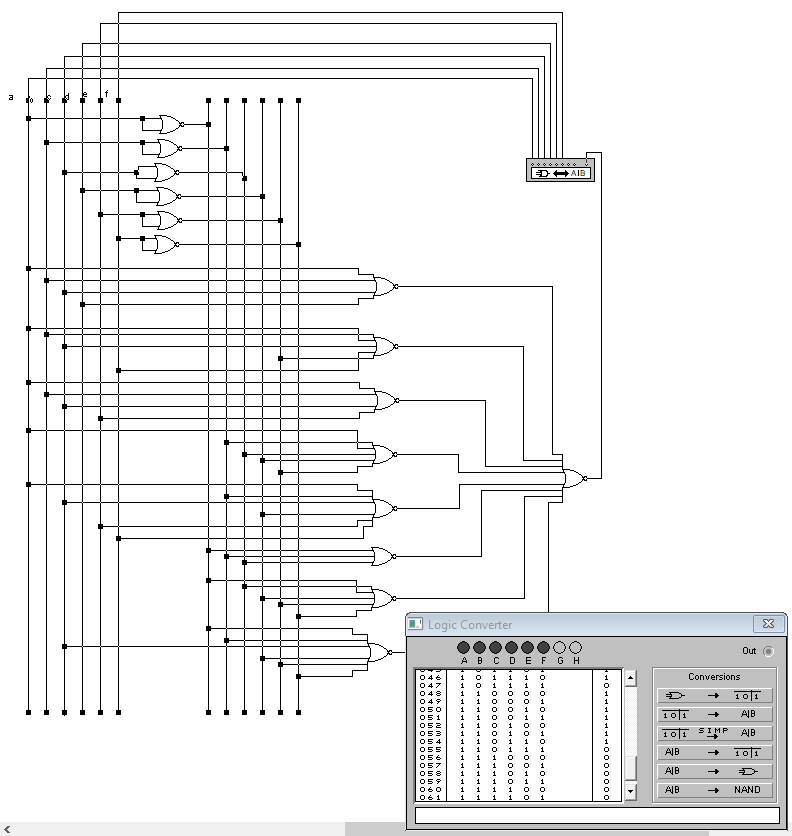 a b c d e f
A|B
Logic Converter
A B C D E F G H
Out
046 1 0 1 1 1 0 1
047 1 0 1 1 1 1 0
048 1 1 0 0 0 0 1
049 1 1 0 0 0 1 1
050 1 1 0 0 1 0 1
051 1 1 0 0 1 1 1
052 1 1 0 1 0 0 1
053 1 1 0 1 0 1 1
054 1 1 0 1 1 0 1
055 1 1 0 1 1 1 0
056 1 1 1 0 0 0 0
057 1 1 1 0 0 1 0
058 1 1 1 0 1 0 0
059 1 1 1 0 1 1 0
060 1 1 1 1 0 0 0
061 1 1 1 1 0 1 0
Conversions
→ 1 0|1
1 0|1 → A|B
1 0|1 SIMP → A|B
A|B → 1 0|1
A|B →
A|B → NAND